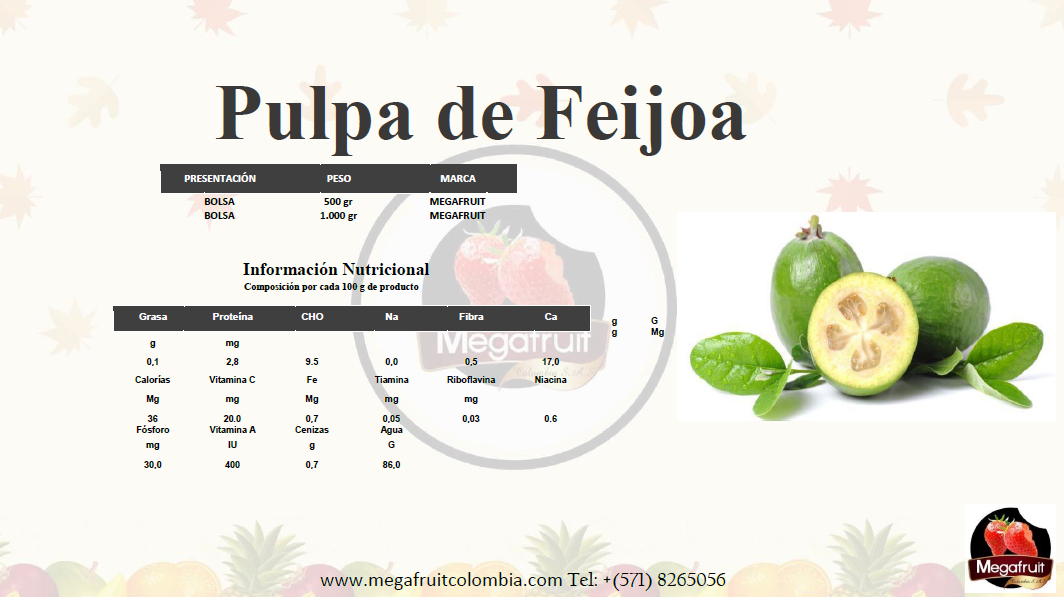 Pulpa de Feijoa
PRESENTACIÓN PESO MARCA
BOLSA 500 gr MEGAFRUIT
BOLSA 1.000 gr MEGAFRUIT
Información Nutricional
Composición por cada 100 g de producto
Grasa Proteína CHO Na Fibra Ca
g G
g Mg
g mg
0,1 2,8 9.5 0,0 0,5 17,0
Calorías Vitamina C Fe Tiamina Riboflavina Niacina
Mg mg Mg mg mg
36 20.0 0,7 0,05 0,03 0.6
Fósforo Vitamina A Cenizas Agua
mg IU g G
30,0 400 0,7 86,0
Megafruit
Colombia S.A.S
www.megafruitcolombia.com Tel: +(571) 8265056
Megafruit